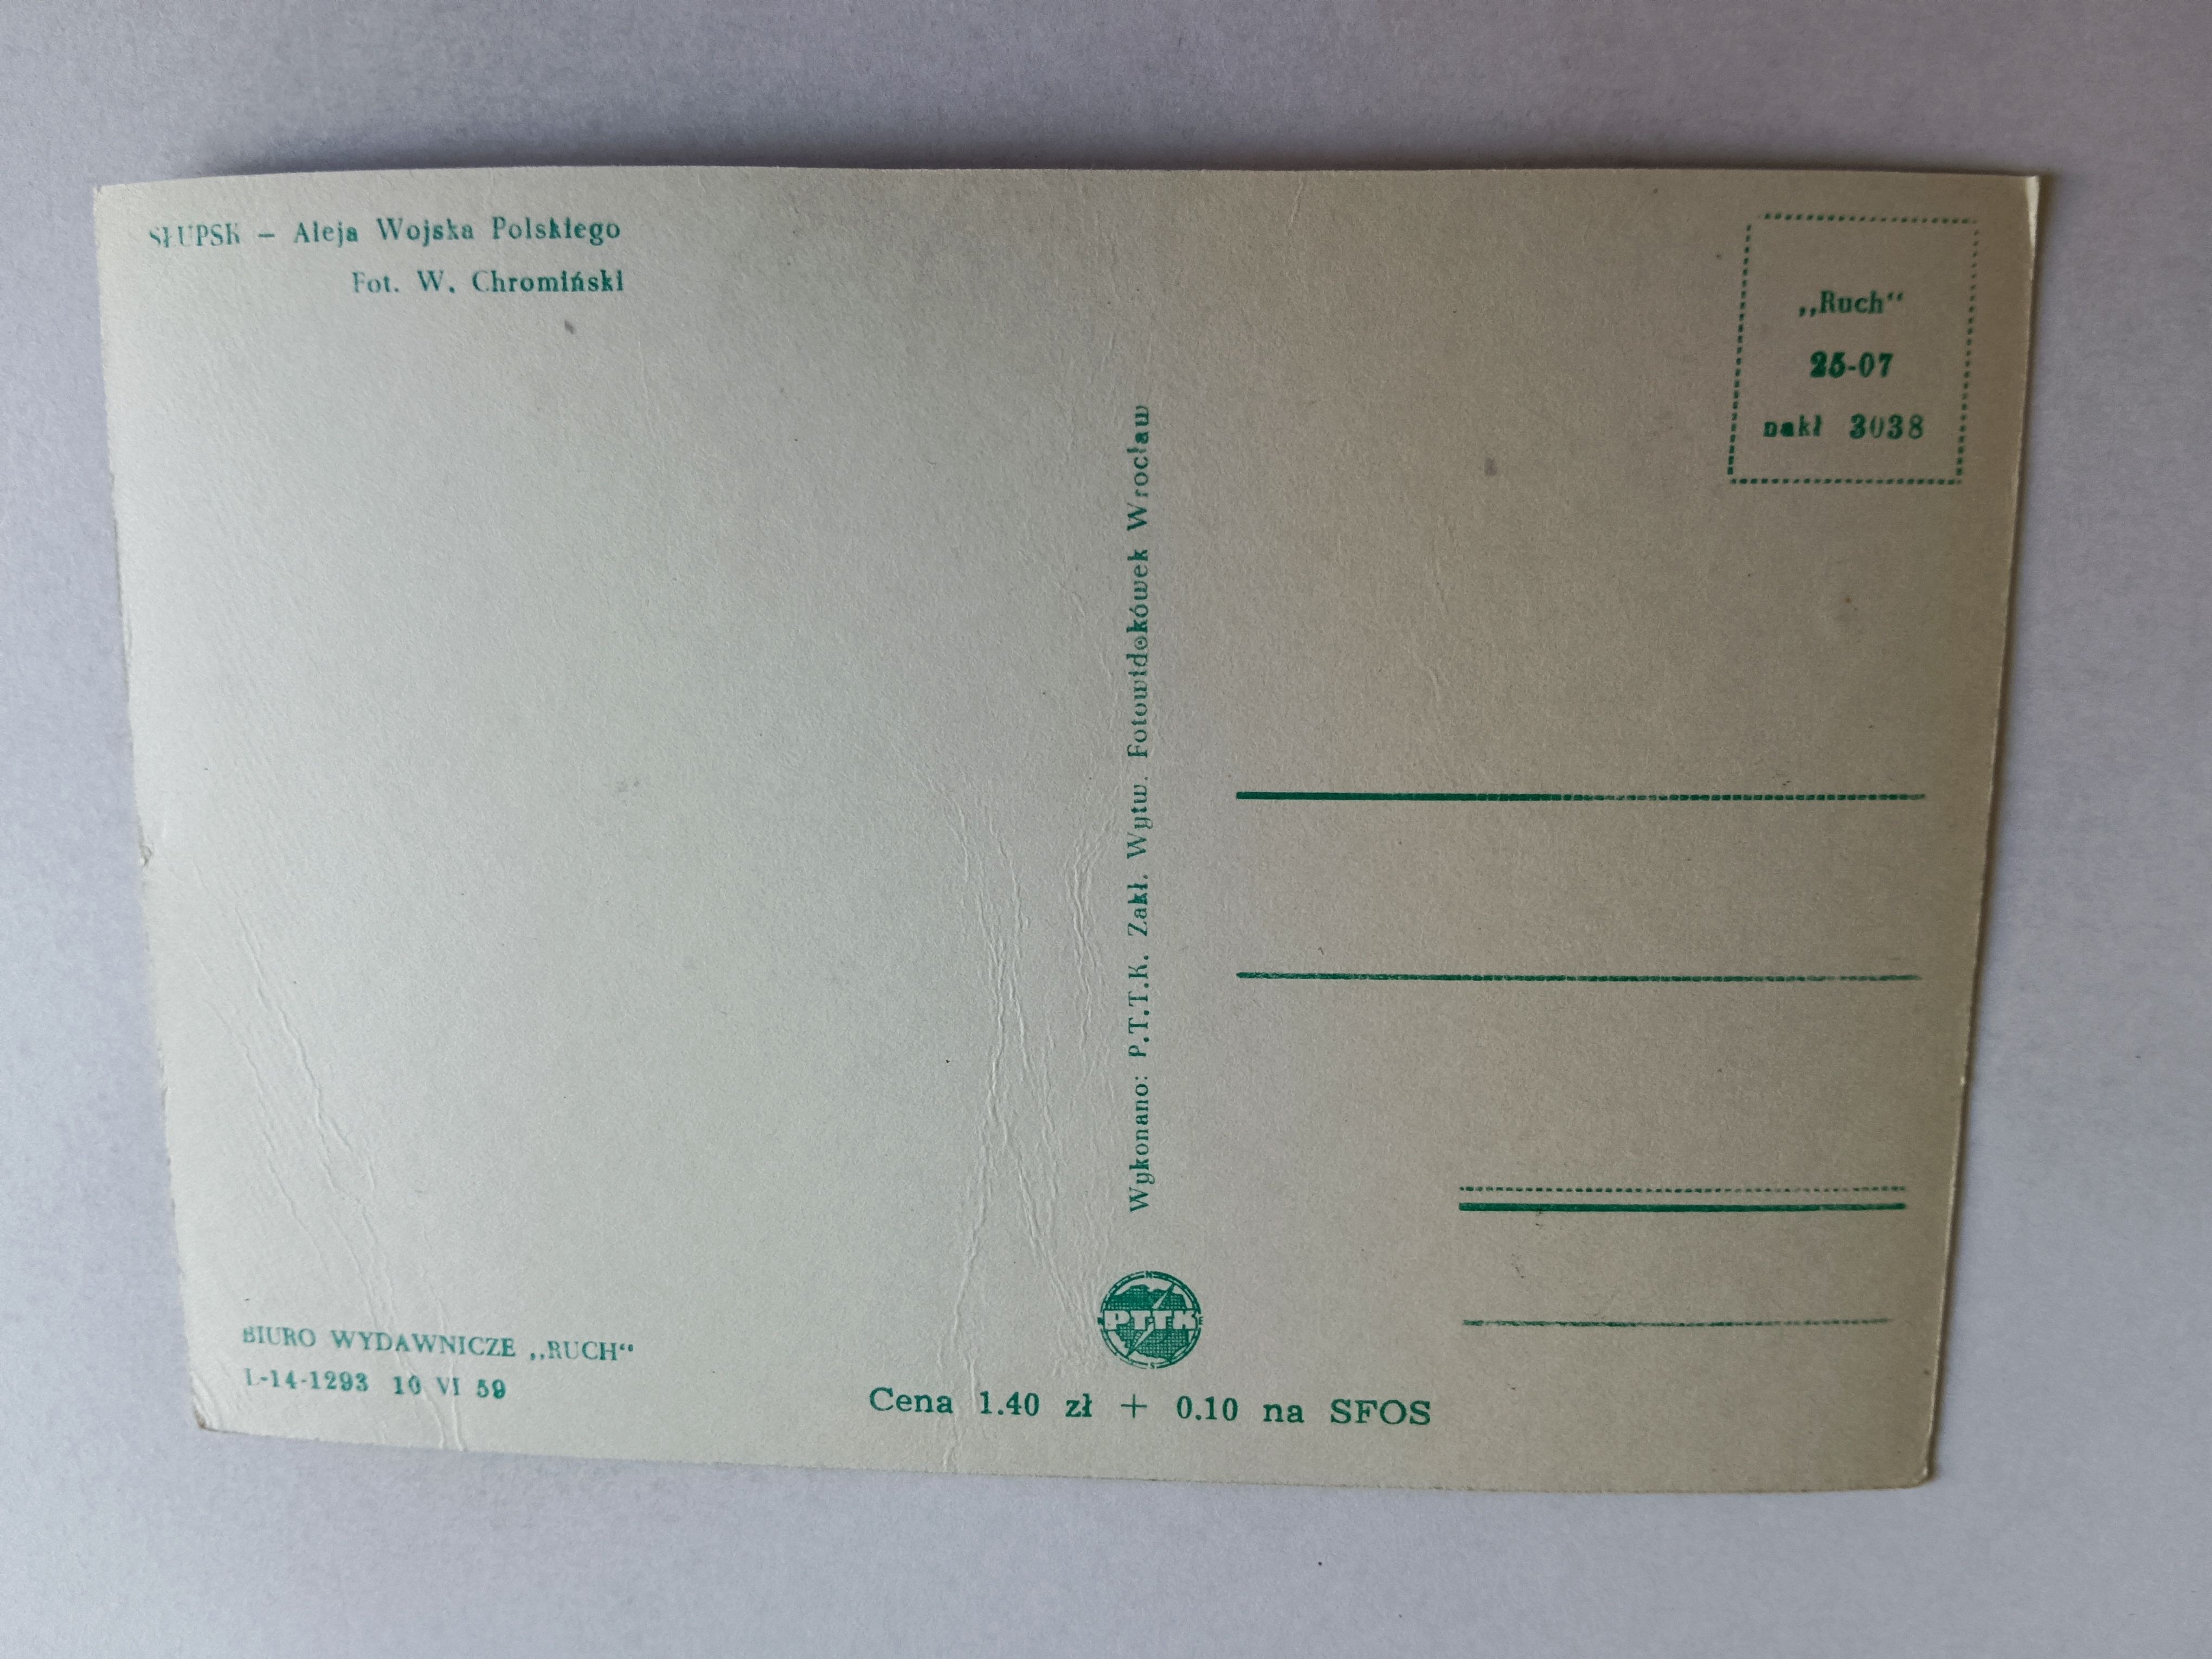 SŁUPSK — Aleja Wojska Polskiego
Fot. W. Chromiński
„Ruch“
25-07
nakł 3038
Wykonano: P.T.T.K. Zakł. Wytw. Fotowidokówek Wrocław
PTTK
BIURO WYDAWNICZE „RUCH“
L-14-1293 10 VI 59
Cena 1.40 zł + 0.10 na SFOS